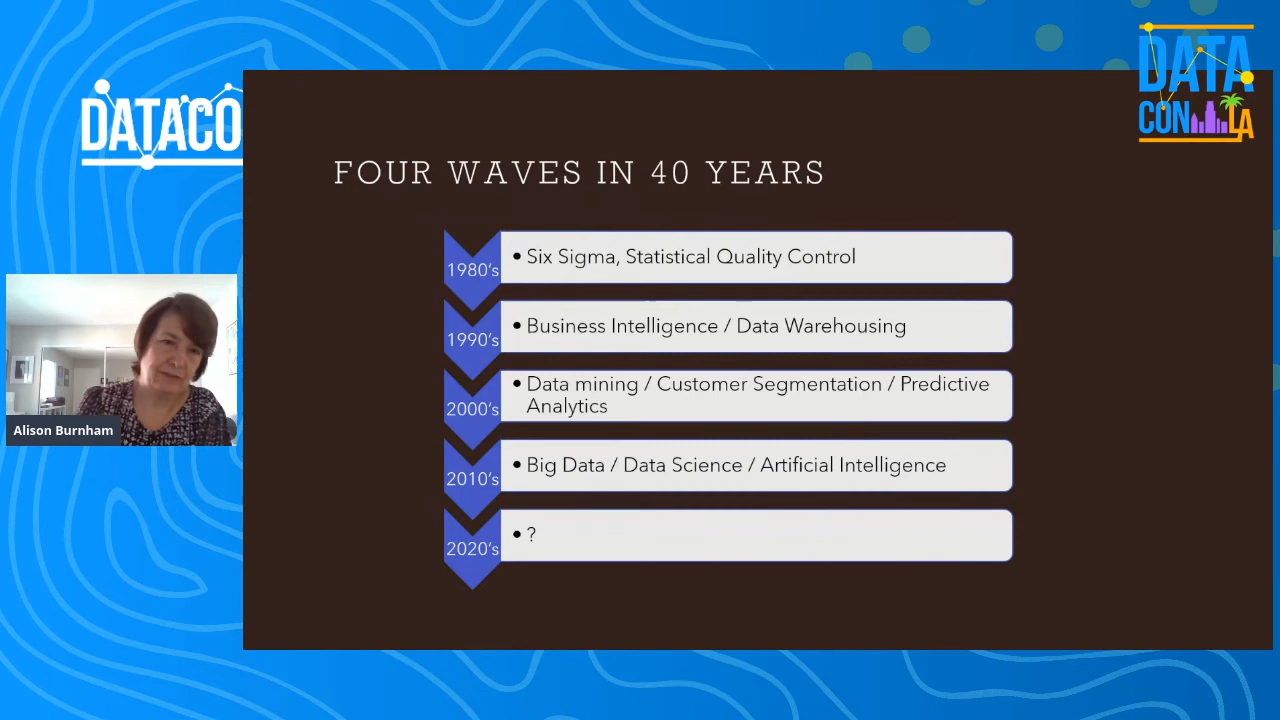 DATA
CON LA
DATACO
FOUR WAVES IN 40 YEARS
1980's
• Six Sigma, Statistical Quality Control
1990's
• Business Intelligence / Data Warehousing
2000's
• Data mining / Customer Segmentation / Predictive
Analytics
2010's
• Big Data / Data Science / Artificial Intelligence
2020's
• ?
Alison Burnham